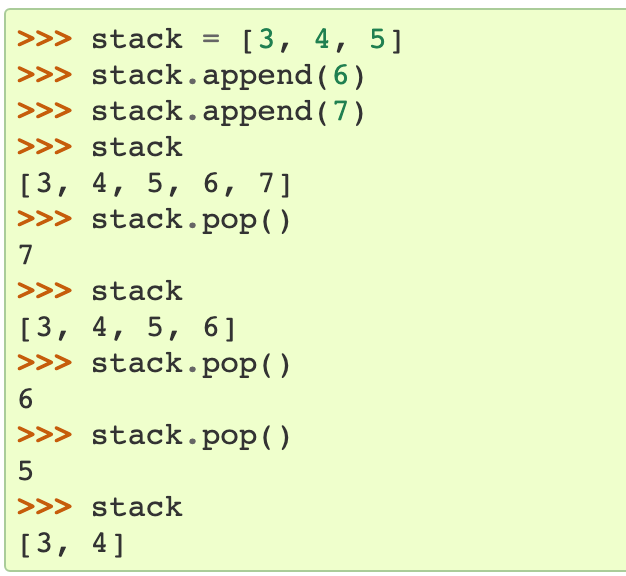 >>> stack = [3, 4, 5]
>>> stack.append(6)
>>> stack.append(7)
>>> stack
[3, 4, 5, 6, 7]
>>> stack.pop()
7
>>> stack
[3, 4, 5, 6]
>>> stack.pop()
6
>>> stack.pop()
5
>>> stack
[3, 4]